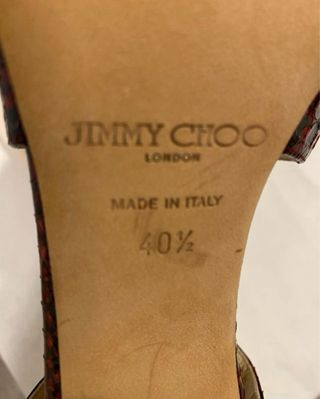 JIMMY CHOO
LONDON
MADE IN ITALY
40½